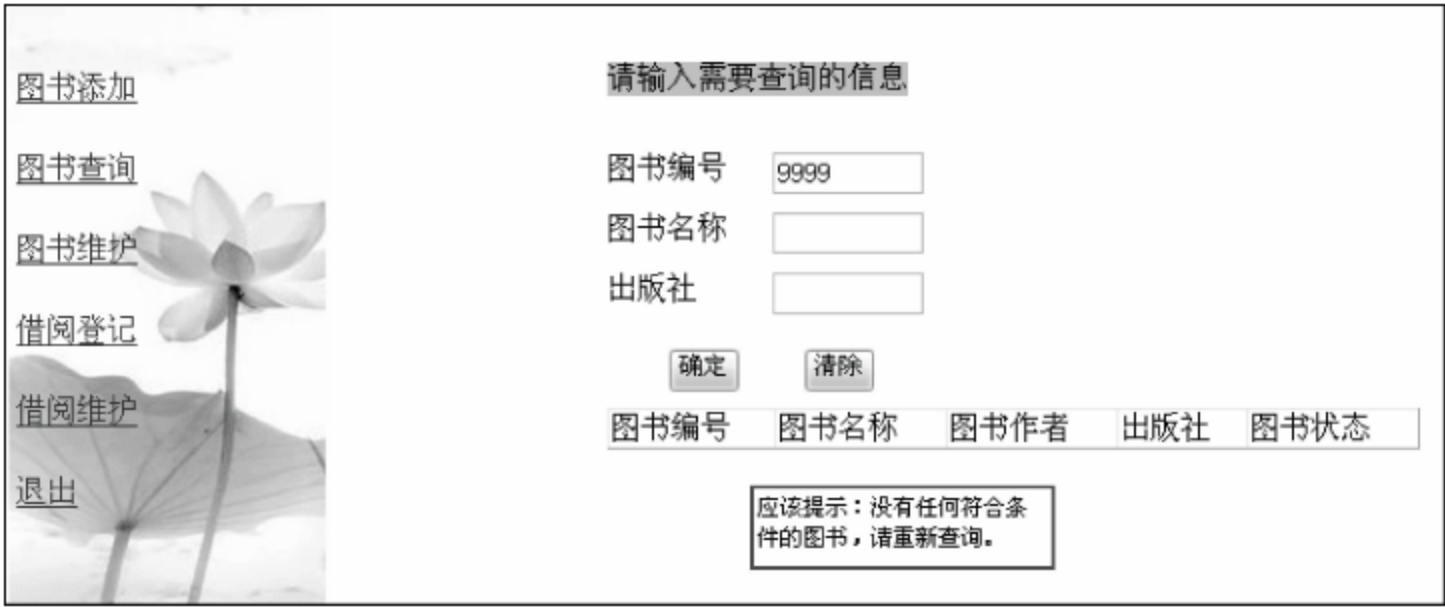 图书添加
图书查询
图书维护
借阅登记
借阅维护
退出
请输入需要查询的信息
图书编号 9999
图书名称
出版社
确定 清除
图书编号 图书名称 图书作者 出版社 图书状态
应该提示：没有任何符合条
件的图书，请重新查询。